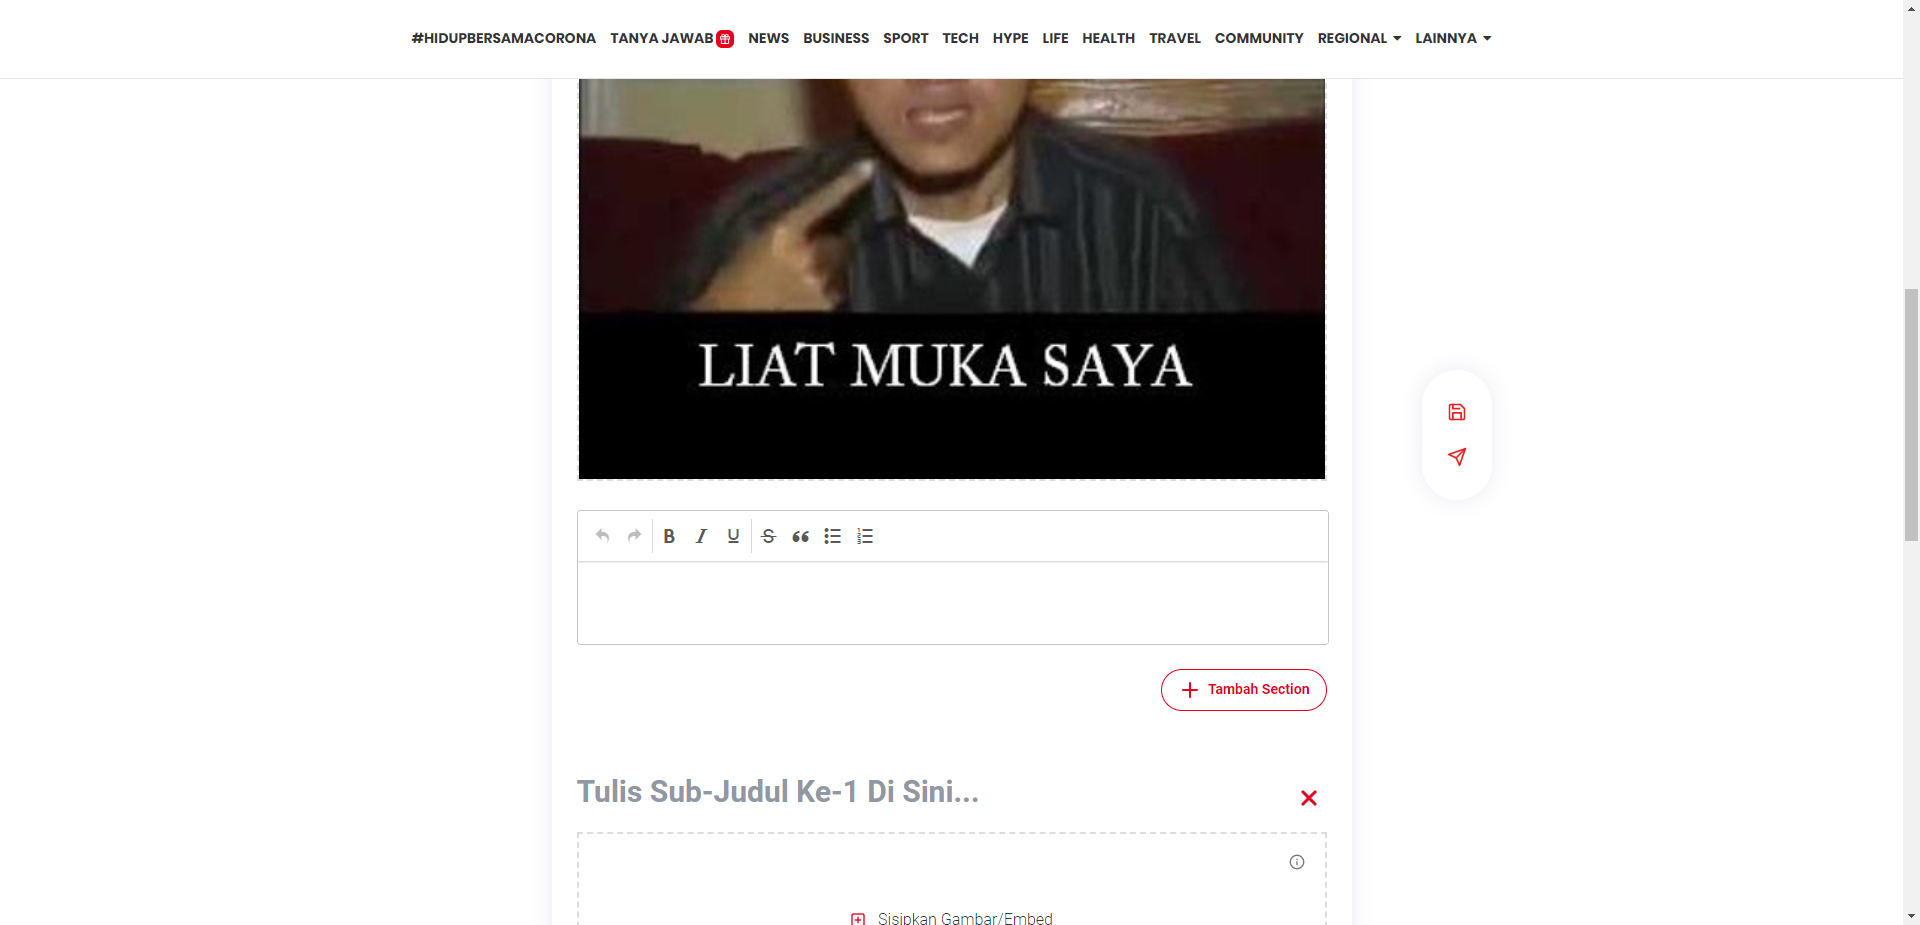 #HIDUPBERSAMACORONA TANYA JAWAB NEWS BUSINESS SPORT TECH HYPE LIFE HEALTH TRAVEL COMMUNITY REGIONAL LAINNYA
LIAT MUKA SAYA
B I U S
Tambah Section
Tulis Sub-Judul Ke-1 Di Sini...
Sisipkan Gambar/Embed